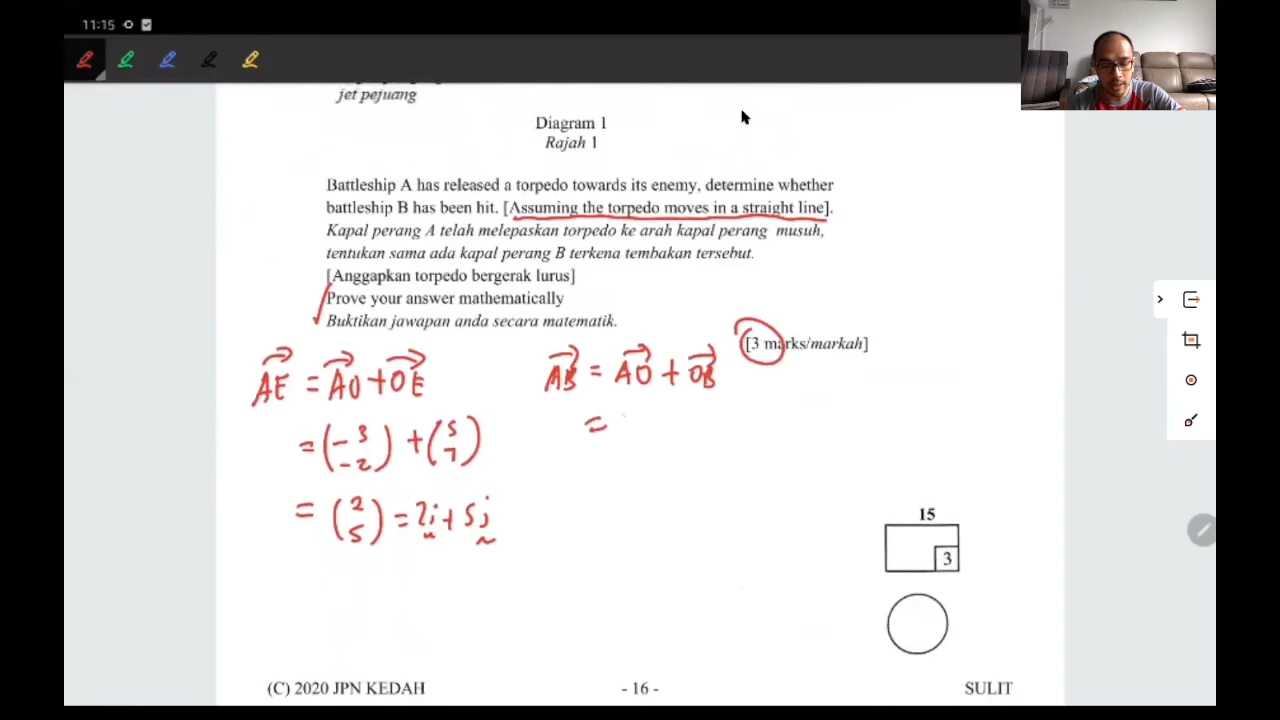 11:15
jet pejuang
Diagram 1
Rajah 1
Battleship A has released a torpedo towards its enemy, determine whether
battleship B has been hit. [Assuming the torpedo moves in a straight line].
Kapal perang A telah melepaskan torpedo ke arah kapal perang musuh,
tentukan sama ada kapal perang B terkena tembakan tersebut.
[Anggapkan torpedo bergerak lurus]
Prove your answer mathematically
Buktikan jawapan anda secara matematik.
[3 marks/markah]
AE = AO + OE
= (-3 -2) + (5 7)
= (2 5) = 2i + 5j
AB = AO + OB
=
15
3
(C) 2020 JPN KEDAH
- 16 -
SULIT